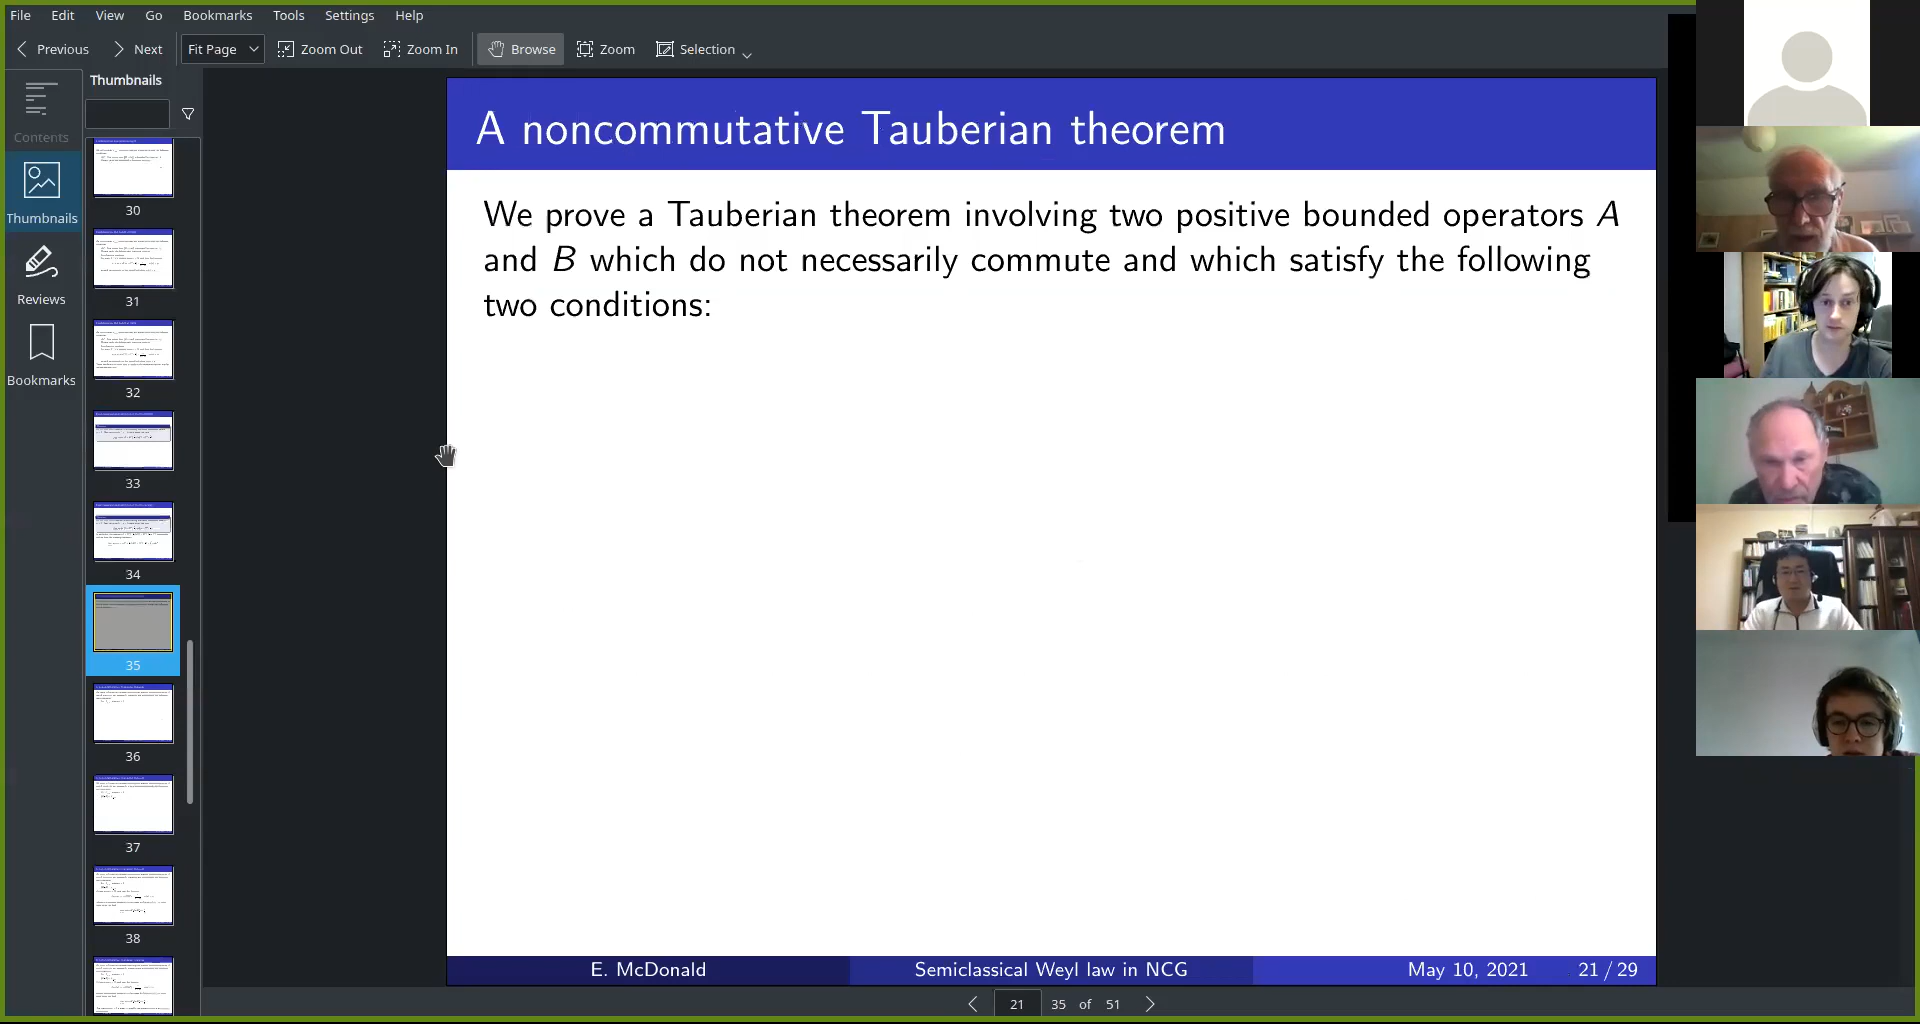 File Edit View Go Bookmarks Tools Settings Help
Previous Next Fit Page Zoom Out Zoom In Browse Zoom Selection
Thumbnails
Contents
Thumbnails
Reviews
Bookmarks
30
31
32
33
34
35
36
37
38
A noncommutative Tauberian theorem
We prove a Tauberian theorem involving two positive bounded operators A
and B which do not necessarily commute and which satisfy the following
two conditions:
E. McDonald Semiclassical Weyl law in NCG May 10, 2021 21 / 29
21 35 of 51